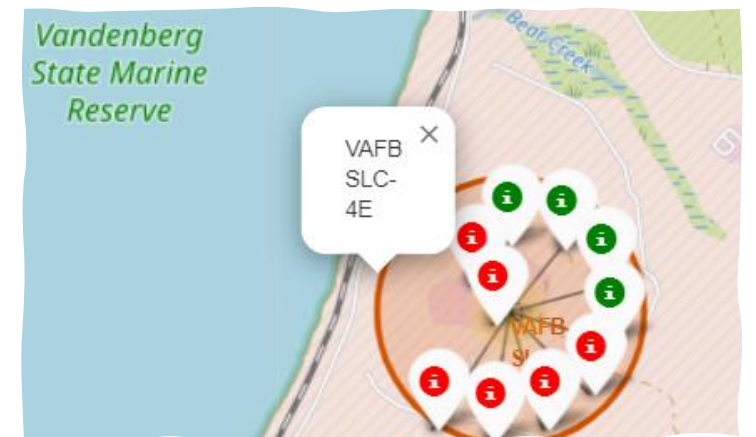 Vandenberg
State Marine
Reserve
Bear Creek
VAFB
SLC-
4E
×
VAFB